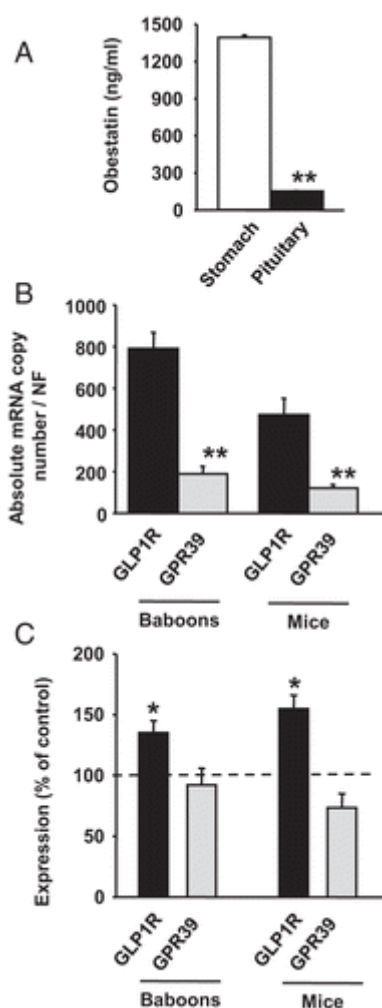 A
Obestatin (ng/ml)
1500
1200
900
600
300
0
**
Stomach
Pituitary
B
Absolute mRNA copy
number / NF
1000
800
600
400
200
0
**
**
GLP1R
GPR39
GLP1R
GPR39
Baboons
Mice
C
Expression (% of control)
200
150
100
50
0
*
*
GLP1R
GPR39
GLP1R
GPR39
Baboons
Mice